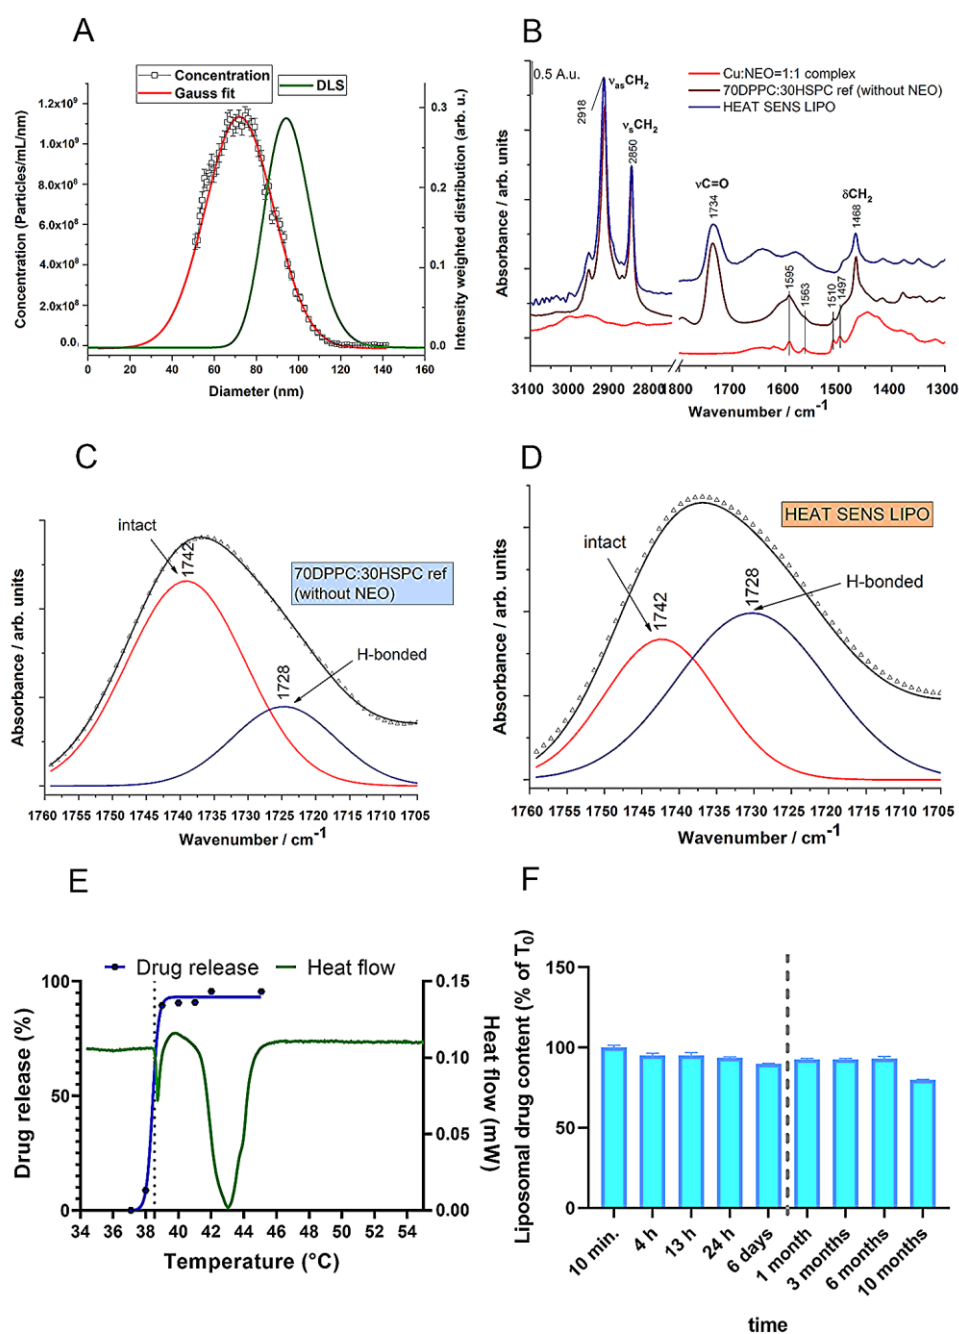 A
Concentration
Gauss fit
DLS
Concentration (Particles/mL/nm)
1.2x10⁹
1.0x10⁹
8.0x10⁸
6.0x10⁸
4.0x10⁸
2.0x10⁸
0.0
0.3
0.2
0.1
0.0
Intensity weighted distribution (arb. u.)
0 20 40 60 80 100 120 140 160
Diameter (nm)
B
0.5 A.u.
Cu:NEO=1:1 complex
70DPPC:30HSPC ref (without NEO)
HEAT SENS LIPO
νasCH2
2918
νsCH2
2850
νC=O
1734
δCH2
1468
1595
1563
1510
1497
Absorbance / arb. units
3100 3000 2900 2800 1800 1700 1600 1500 1400 1300
Wavenumber / cm-1
C
intact
1742
70DPPC:30HSPC ref
(without NEO)
H-bonded
1728
Absorbance / arb. units
1760 1755 1750 1745 1740 1735 1730 1725 1720 1715 1711 1705
Wavenumber / cm-1
D
HEAT SENS LIPO
intact
1742
H-bonded
1728
Absorbance / arb. units
1760 1755 1750 1745 1740 1735 1730 1725 1720 1715 1711 1705
Wavenumber / cm-1
E
Drug release
Heat flow
Drug release (%)
100
50
0
0.15
0.10
0.05
0.00
Heat flow (mW)
34 36 38 40 42 44 46 48 50 52 54
Temperature (°C)
F
Liposomal drug content (% of T0)
150
100
50
0
10 min.
4 h
13 h
24 h
6 days
1 month
3 months
6 months
10 months
time